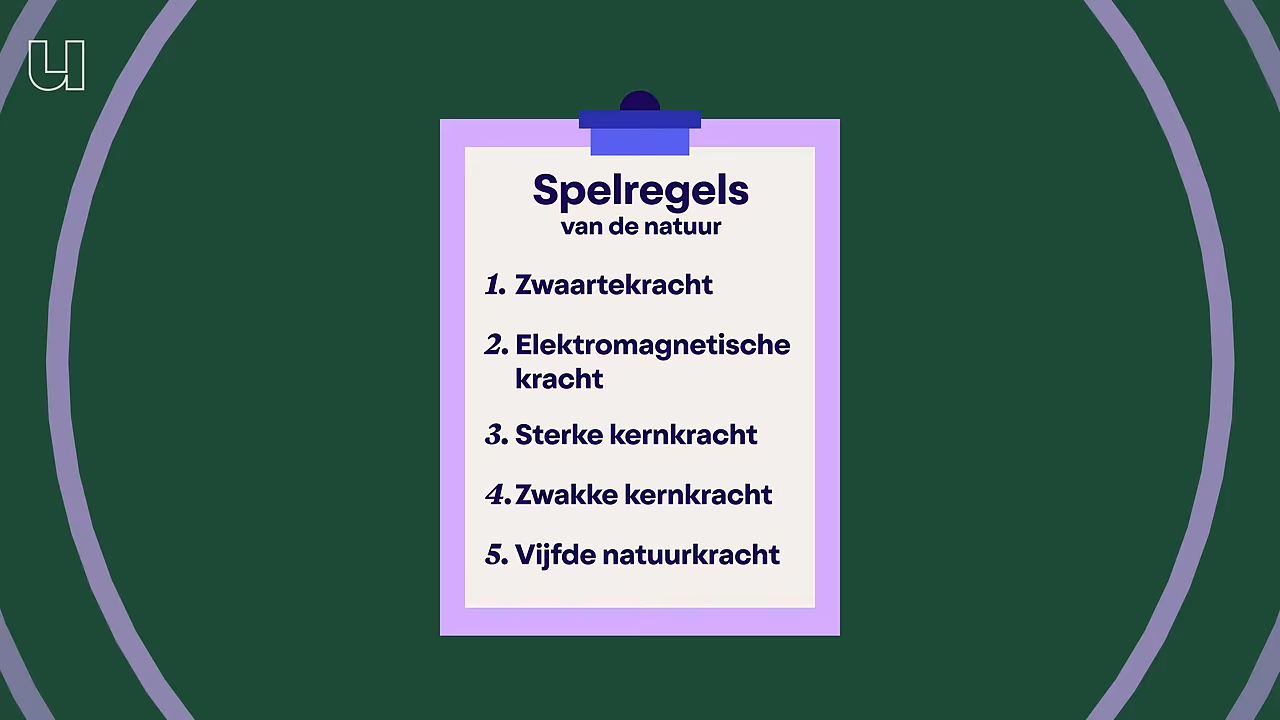 u
Spelregels
van de natuur
1. Zwaartekracht
2. Elektromagnetische
kracht
3. Sterke kernkracht
4. Zwakke kernkracht
5. Vijfde natuurkracht